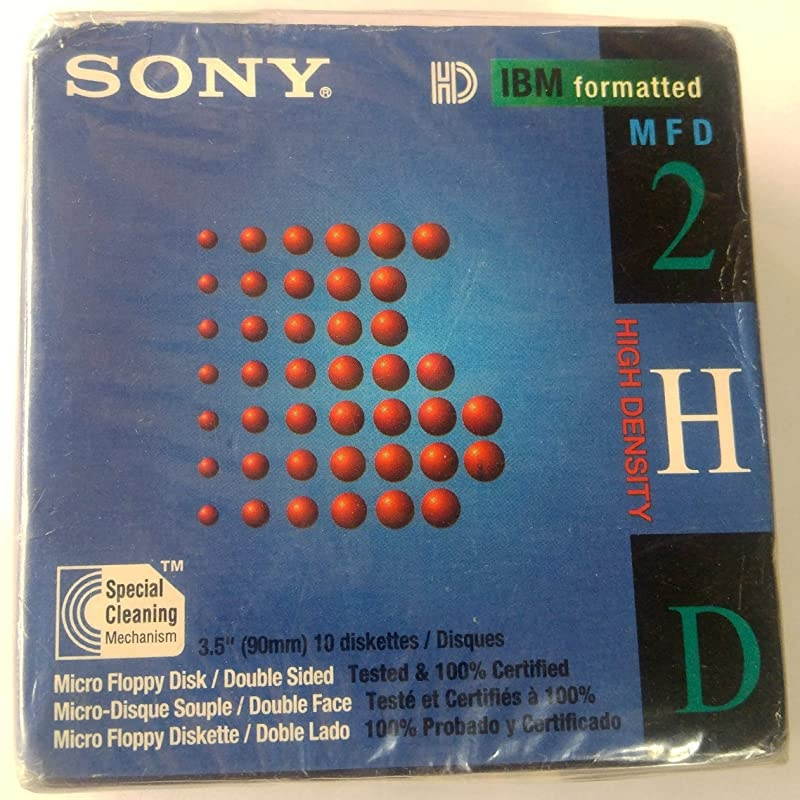 SONY®
HD IBM formatted
MFD
2
HIGH DENSITY
H
D
Special
Cleaning
Mechanism
TM
3.5" (90mm) 10 diskettes / Disques
Micro Floppy Disk / Double Sided Tested & 100% Certified
Micro-Disque Souple / Double Face Testé et Certifiés à 100%
Micro Floppy Diskette / Doble Lado 100% Probado y Certificado